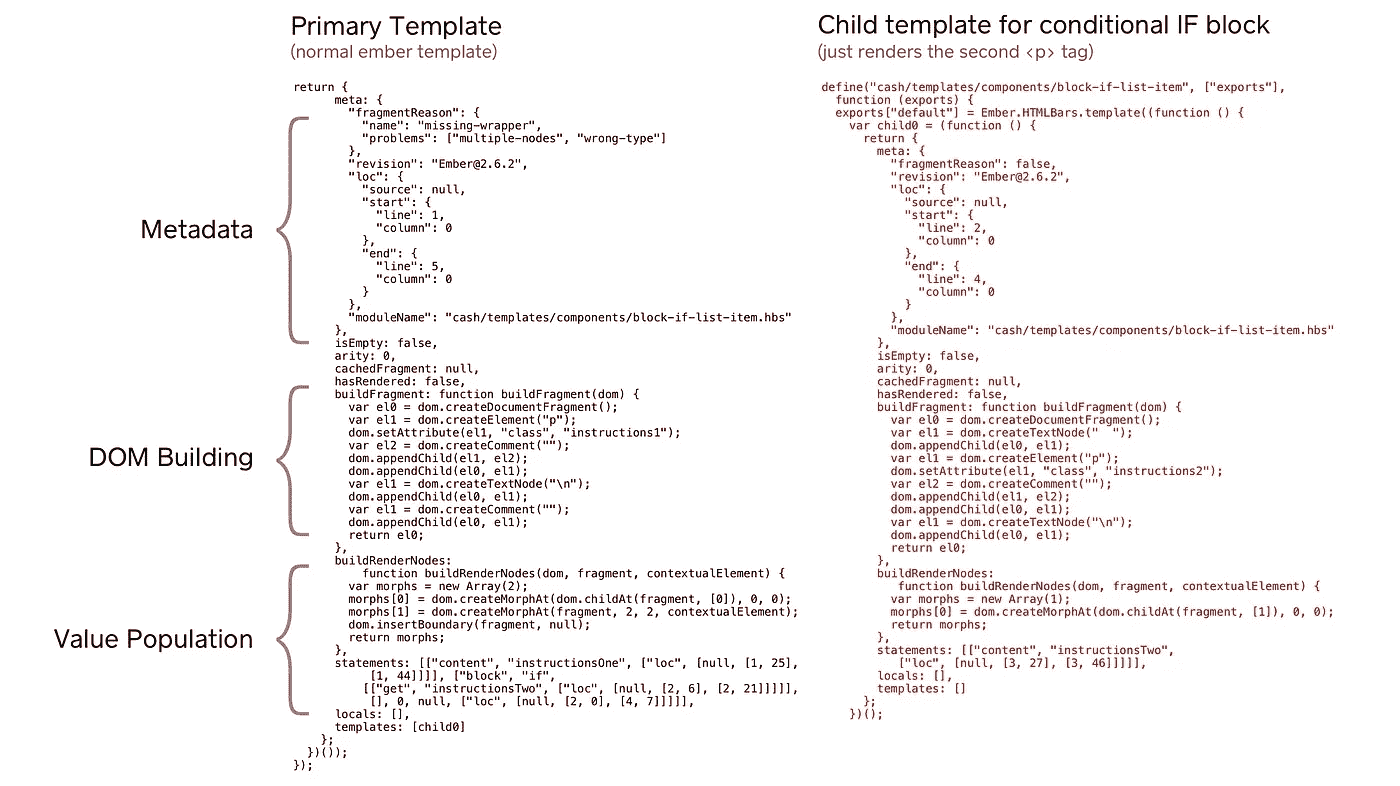 Primary Template
(normal ember template)
return {
meta: {
"fragmentReason": {
"name": "missing-wrapper",
"problems": ["multiple-nodes", "wrong-type"]
},
"revision": "Ember@2.6.2",
"loc": {
"source": null,
"start": {
"line": 1,
"column": 0
},
"end": {
"line": 5,
"column": 0
}
},
"moduleName": "cash/templates/components/block-if-list-item.hbs"
},
isEmpty: false,
arity: 0,
cachedFragment: null,
hasRendered: false,
buildFragment: function buildFragment(dom) {
var el0 = dom.createDocumentFragment();
var el1 = dom.createElement("p");
dom.setAttribute(el1, "class", "instructions1");
var el2 = dom.createComment("");
dom.appendChild(el1, el2);
dom.appendChild(el0, el1);
var el1 = dom.createTextNode("\n");
dom.appendChild(el0, el1);
var el1 = dom.createComment("");
dom.appendChild(el0, el1);
return el0;
},
buildRenderNodes:
function buildRenderNodes(dom, fragment, contextualElement) {
var morphs = new Array(2);
morphs[0] = dom.createMorphAt(dom.childAt(fragment, [0]), 0, 0);
morphs[1] = dom.createMorphAt(fragment, 2, 2, contextualElement);
dom.insertBoundary(fragment, null);
return morphs;
},
statements: [["content", "instructionsOne", ["loc", [null, [1, 25],
[1, 44]]]], ["block", "if",
[["get", "instructionsTwo", ["loc", [null, [2, 6], [2, 21]]]]],
[], 0, null, ["loc", [null, [2, 0], [4, 7]]]]],
locals: [],
templates: [child0]
};
})());
});
Metadata
DOM Building
Value Population
Child template for conditional IF block
(just renders the second <p> tag)
define("cash/templates/components/block-if-list-item", ["exports"],
function (exports) {
exports["default"] = Ember.HTMLBars.template((function () {
var child0 = (function () {
return {
meta: {
"fragmentReason": false,
"revision": "Ember@2.6.2",
"loc": {
"source": null,
"start": {
"line": 2,
"column": 0
},
"end": {
"line": 4,
"column": 0
}
},
"moduleName": "cash/templates/components/block-if-list-item.hbs"
},
isEmpty: false,
arity: 0,
cachedFragment: null,
hasRendered: false,
buildFragment: function buildFragment(dom) {
var el0 = dom.createDocumentFragment();
var el1 = dom.createTextNode("  ");
dom.appendChild(el0, el1);
var el1 = dom.createElement("p");
dom.setAttribute(el1, "class", "instructions2");
var el2 = dom.createComment("");
dom.appendChild(el1, el2);
dom.appendChild(el0, el1);
var el1 = dom.createTextNode("\n");
dom.appendChild(el0, el1);
return el0;
},
buildRenderNodes:
function buildRenderNodes(dom, fragment, contextualElement) {
var morphs = new Array(1);
morphs[0] = dom.createMorphAt(dom.childAt(fragment, [1]), 0, 0);
return morphs;
},
statements: [["content", "instructionsTwo",
["loc", [null, [3, 27], [3, 46]]]]],
locals: [],
templates: []
};
})();